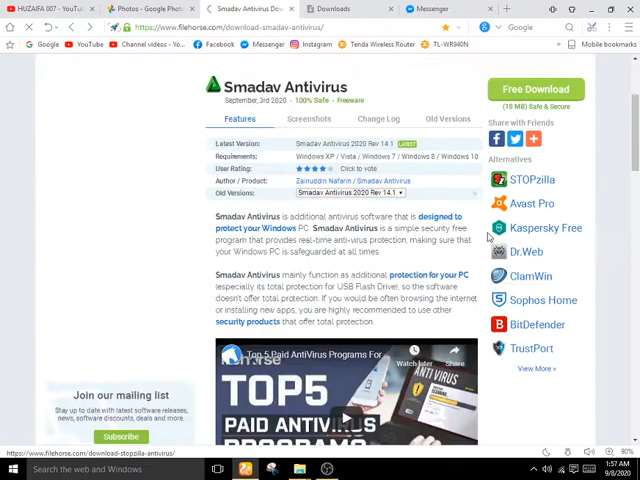 HUZAIFA 007 - YouTu
Photos - Google Phot
Smadav Antivirus Dow
Downloads
Messenger
https://www.filehorse.com/download-smadav-antivirus/
Google
Google
YouTube
Channel videos - Yo...
Facebook
Messenger
Instagram
Tenda Wireless Router
TL-WR940N
Mobile bookmarks
Smadav Antivirus
September, 3rd 2020 - 100% Safe - Freeware
Free Download
(18 MB) Safe & Secure
Features
Screenshots
Change Log
Old Versions
Share with Friends
Latest Version: Smadav Antivirus 2020 Rev 14.1 LATEST
Requirements: Windows XP / Vista / Windows 7 / Windows 8 / Windows 10
User Rating: Click to vote
Author / Product: Zainuddin Nafarin / Smadav Antivirus
Old Versions: Smadav Antivirus 2020 Rev 14.1
Alternatives
STOPzilla
Avast Pro
Kaspersky Free
Dr.Web
ClamWin
Sophos Home
BitDefender
TrustPort
View More »
Smadav Antivirus is additional antivirus software that is designed to
protect your Windows PC. Smadav Antivirus is a simple security free
program that provides real-time anti-virus protection, making sure that
your Windows PC is safeguarded at all times.
Smadav Antivirus mainly function as additional protection for your PC
(especially its total protection for USB Flash Drive), so the software
doesn't offer total protection. If you would be often browsing the internet
or installing new apps, you are highly recommended to use other
security products that offer total protection.
Top 5 Paid AntiVirus Programs For
Watch later
Share
TOP5
PAID ANTIVIRUS
PROGRAMS
ANTI VIRUS
Join our mailing list
Stay up to date with latest software releases,
news, software discounts, deals and more.
Subscribe
https://www.filehorse.com/download-stopzilla-antivirus/
90%
Search the web and Windows
1:57 AM
9/8/2020